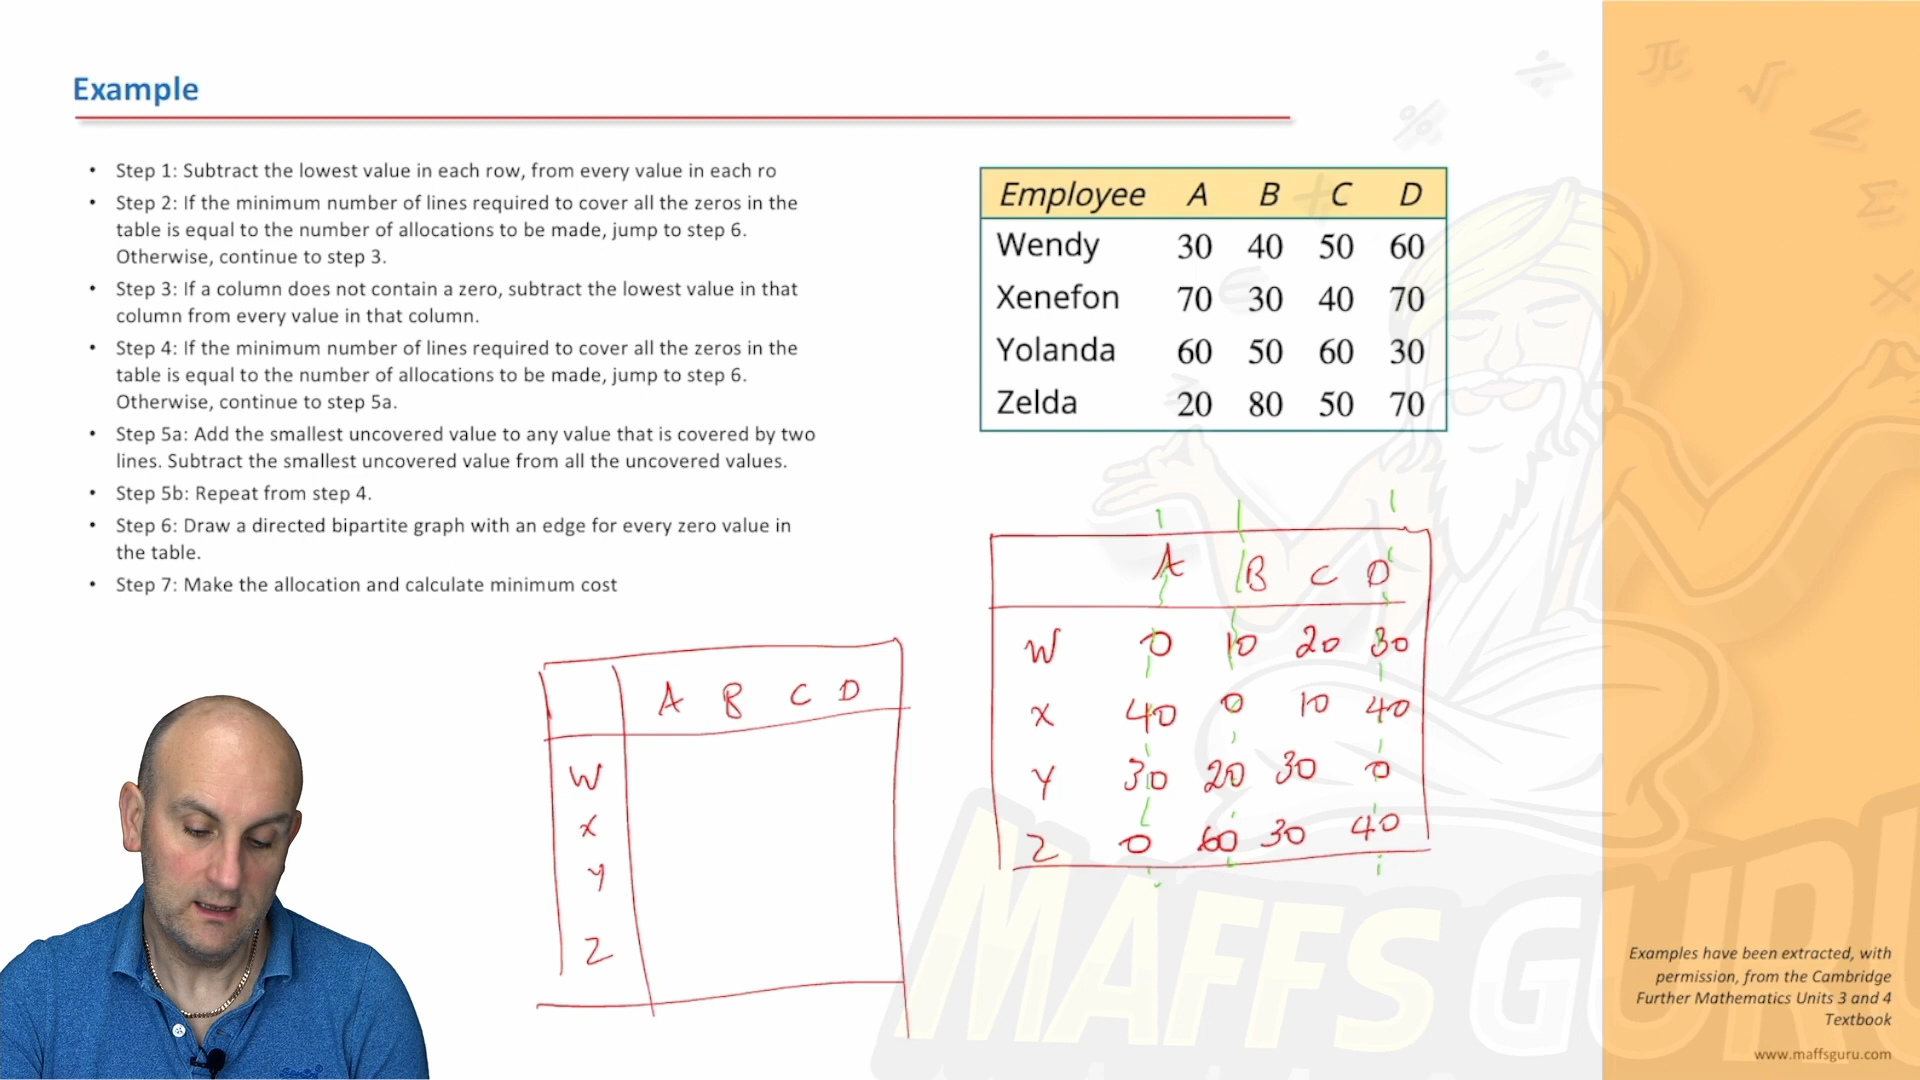 Example
• Step 1: Subtract the lowest value in each row, from every value in each ro
• Step 2: If the minimum number of lines required to cover all the zeros in the
table is equal to the number of allocations to be made, jump to step 6.
Otherwise, continue to step 3.
• Step 3: If a column does not contain a zero, subtract the lowest value in that
column from every value in that column.
• Step 4: If the minimum number of lines required to cover all the zeros in the
table is equal to the number of allocations to be made, jump to step 6.
Otherwise, continue to step 5a.
• Step 5a: Add the smallest uncovered value to any value that is covered by two
lines. Subtract the smallest uncovered value from all the uncovered values.
• Step 5b: Repeat from step 4.
• Step 6: Draw a directed bipartite graph with an edge for every zero value in
the table.
• Step 7: Make the allocation and calculate minimum cost
Employee A B C D
Wendy 30 40 50 60
Xenefon 70 30 40 70
Yolanda 60 50 60 30
Zelda 20 80 50 70
A B C D
W 0 10 20 30
X 40 0 10 40
Y 30 20 30 0
Z 0 60 30 40
A B C D
W
X
Y
Z
MAFFS GURU
Examples have been extracted, with
permission, from the Cambridge
Further Mathematics Units 3 and 4
Textbook
www.maffsguru.com